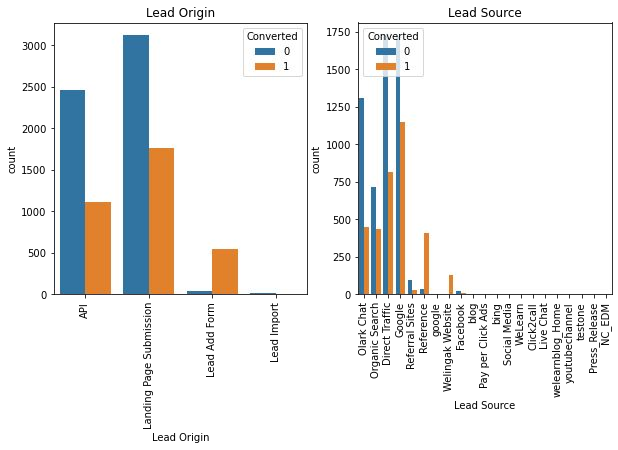 Lead Origin
Converted
0
1
3000
2500
2000
1500
1000
500
0
count
API
Landing Page Submission
Lead Add Form
Lead Import
Lead Origin
Lead Source
Converted
0
1
1750
1500
1250
1000
750
500
250
0
count
Olark Chat
Organic Search
Direct Traffic
Google
Referral Sites
Reference
google
Welingak Website
Facebook
blog
Pay per Click Ads
bing
Social Media
WeLearn
Click2call
Live Chat
welearnblog_Home
youtubechannel
testone
Press_Release
NC_EDM
Lead Source